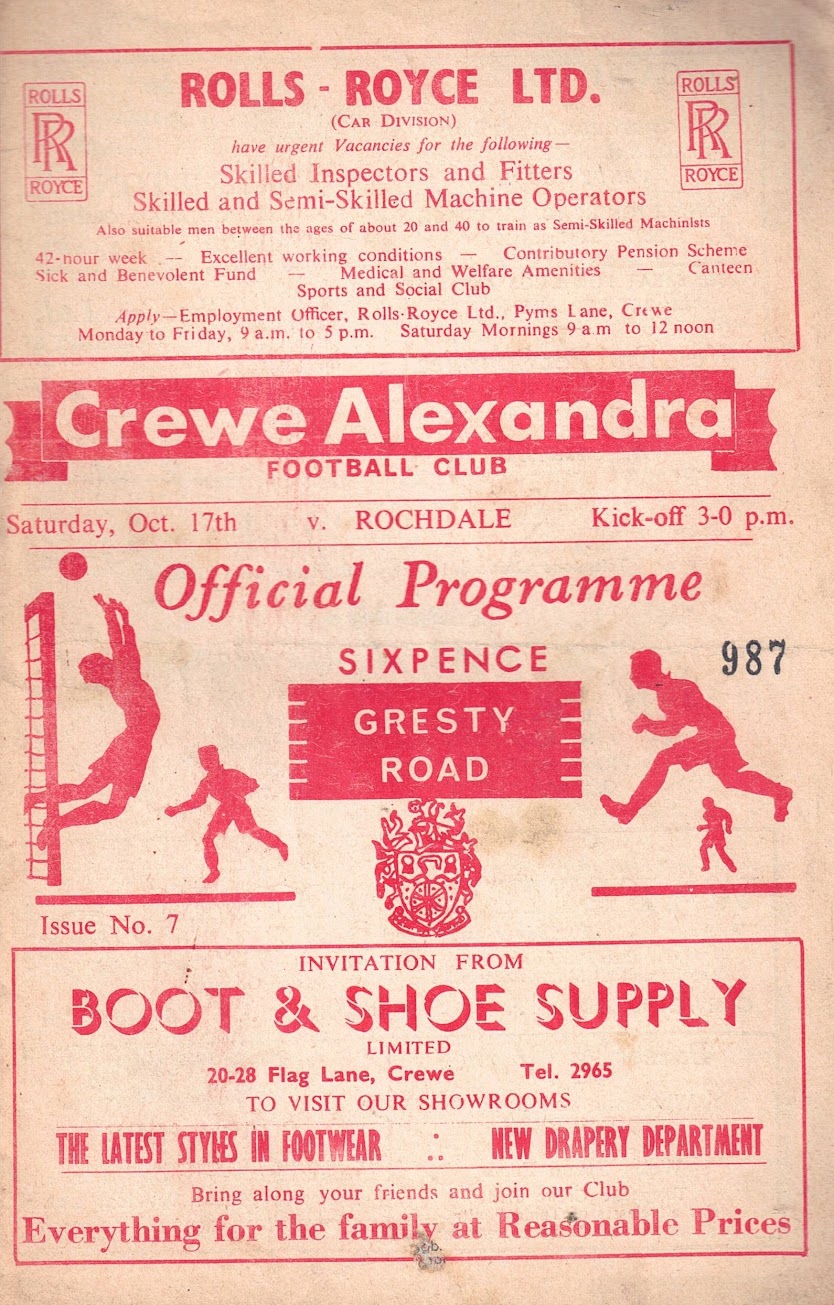 ROLLS - ROYCE LTD.
ROLLS
RR
ROYCE
ROLLS
RR
ROYCE
(CAR DIVISION)
have urgent Vacancies for the following—
Skilled Inspectors and Fitters
Skilled and Semi-Skilled Machine Operators
Also suitable men between the ages of about 20 and 40 to train as Semi-Skilled Machinists
42-hour week — Excellent working conditions — Contributory Pension Scheme
Sick and Benevolent Fund — Medical and Welfare Amenities — Canteen
Sports and Social Club
Apply—Employment Officer, Rolls-Royce Ltd., Pyms Lane, Crewe
Monday to Friday, 9 a.m. to 5 p.m. Saturday Mornings 9 a m to 12 noon
Crewe Alexandra
FOOTBALL CLUB
Saturday, Oct. 17th v. ROCHDALE Kick-off 3-0 p.m.
Official Programme
SIXPENCE
987
GRESTY
ROAD
Issue No. 7
INVITATION FROM
BOOT & SHOE SUPPLY
LIMITED
20-28 Flag Lane, Crewe Tel. 2965
TO VISIT OUR SHOWROOMS
THE LATEST STYLES IN FOOTWEAR :: NEW DRAPERY DEPARTMENT
Bring along your friends and join our Club
Everything for the family at Reasonable Prices